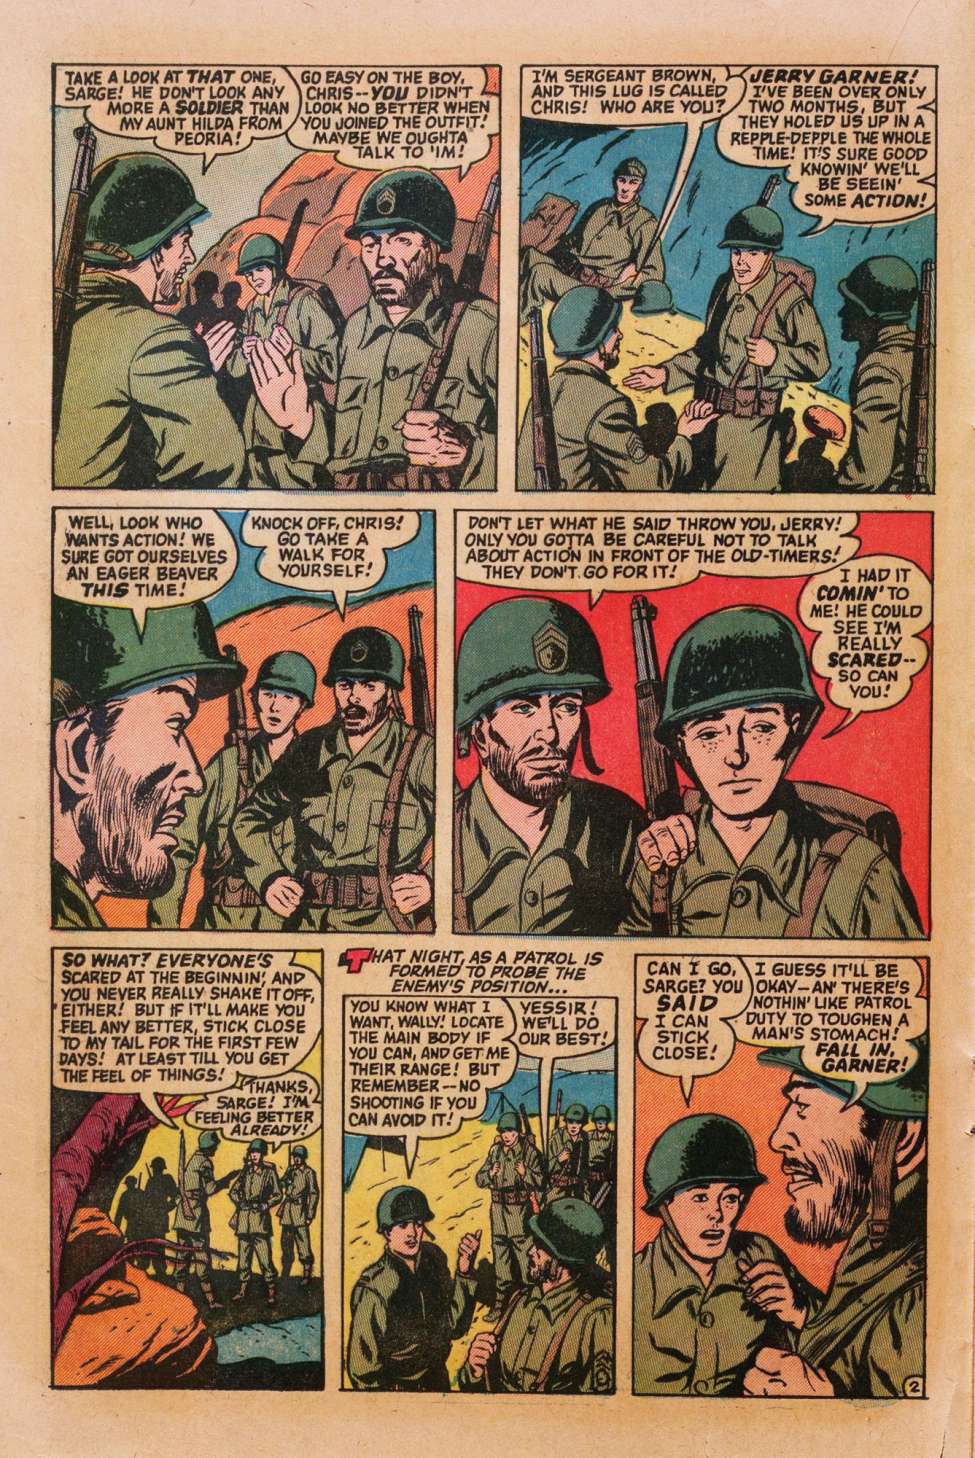 TAKE A LOOK AT THAT ONE,
SARGE! HE DON'T LOOK ANY
MORE A SOLDIER THAN
MY AUNT HILDA FROM
PEORIA!
GO EASY ON THE BOY,
CHRIS--YOU DIDN'T
LOOK NO BETTER WHEN
YOU JOINED THE OUTFIT!
MAYBE WE OUGHTA
TALK TO 'IM!
I'M SERGEANT BROWN,
AND THIS LUG IS CALLED
CHRIS! WHO ARE YOU?
JERRY GARNER!
I'VE BEEN OVER ONLY
TWO MONTHS, BUT
THEY HOLED US UP IN A
REPPLE-DEPPLE THE WHOLE
TIME! IT'S SURE GOOD
KNOWIN' WE'LL
BE SEEIN'
SOME ACTION!
WELL, LOOK WHO
WANTS ACTION! WE
SURE GOT OURSELVES
AN EAGER BEAVER
THIS TIME!
KNOCK OFF, CHRIS!
GO TAKE A
WALK FOR
YOURSELF!
DON'T LET WHAT HE SAID THROW YOU, JERRY!
ONLY YOU GOTTA BE CAREFUL NOT TO TALK
ABOUT ACTION IN FRONT OF THE OLD-TIMERS!
THEY DON'T GO FOR IT!
I HAD IT
COMIN' TO
ME! HE COULD
SEE I'M
REALLY
SCARED--
SO CAN
YOU!
SO WHAT? EVERYONE'S
SCARED AT THE BEGINNIN', AND
YOU NEVER REALLY SHAKE IT OFF,
EITHER! BUT IF IT'LL MAKE YOU
FEEL ANY BETTER, STICK CLOSE
TO MY TAIL FOR THE FIRST FEW
DAYS! AT LEAST TILL YOU GET
THE FEEL OF THINGS!
THANKS,
SARGE! I'M
FEELING BETTER
ALREADY!
THAT NIGHT, AS A PATROL IS
FORMED TO PROBE THE
ENEMY'S POSITION...
YOU KNOW WHAT I
WANT, WALLY! LOCATE
THE MAIN BODY IF
YOU CAN, AND GET ME
THEIR RANGE! BUT
REMEMBER--NO
SHOOTING IF YOU
CAN AVOID IT!
YESSIR!
WE'LL DO
OUR BEST!
CAN I GO,
SARGE? YOU
SAID
I CAN
STICK
CLOSE!
I GUESS IT'LL BE
OKAY--AN' THERE'S
NOTHIN' LIKE PATROL
DUTY TO TOUGHEN A
MAN'S STOMACH!
FALL IN,
GARNER!
2